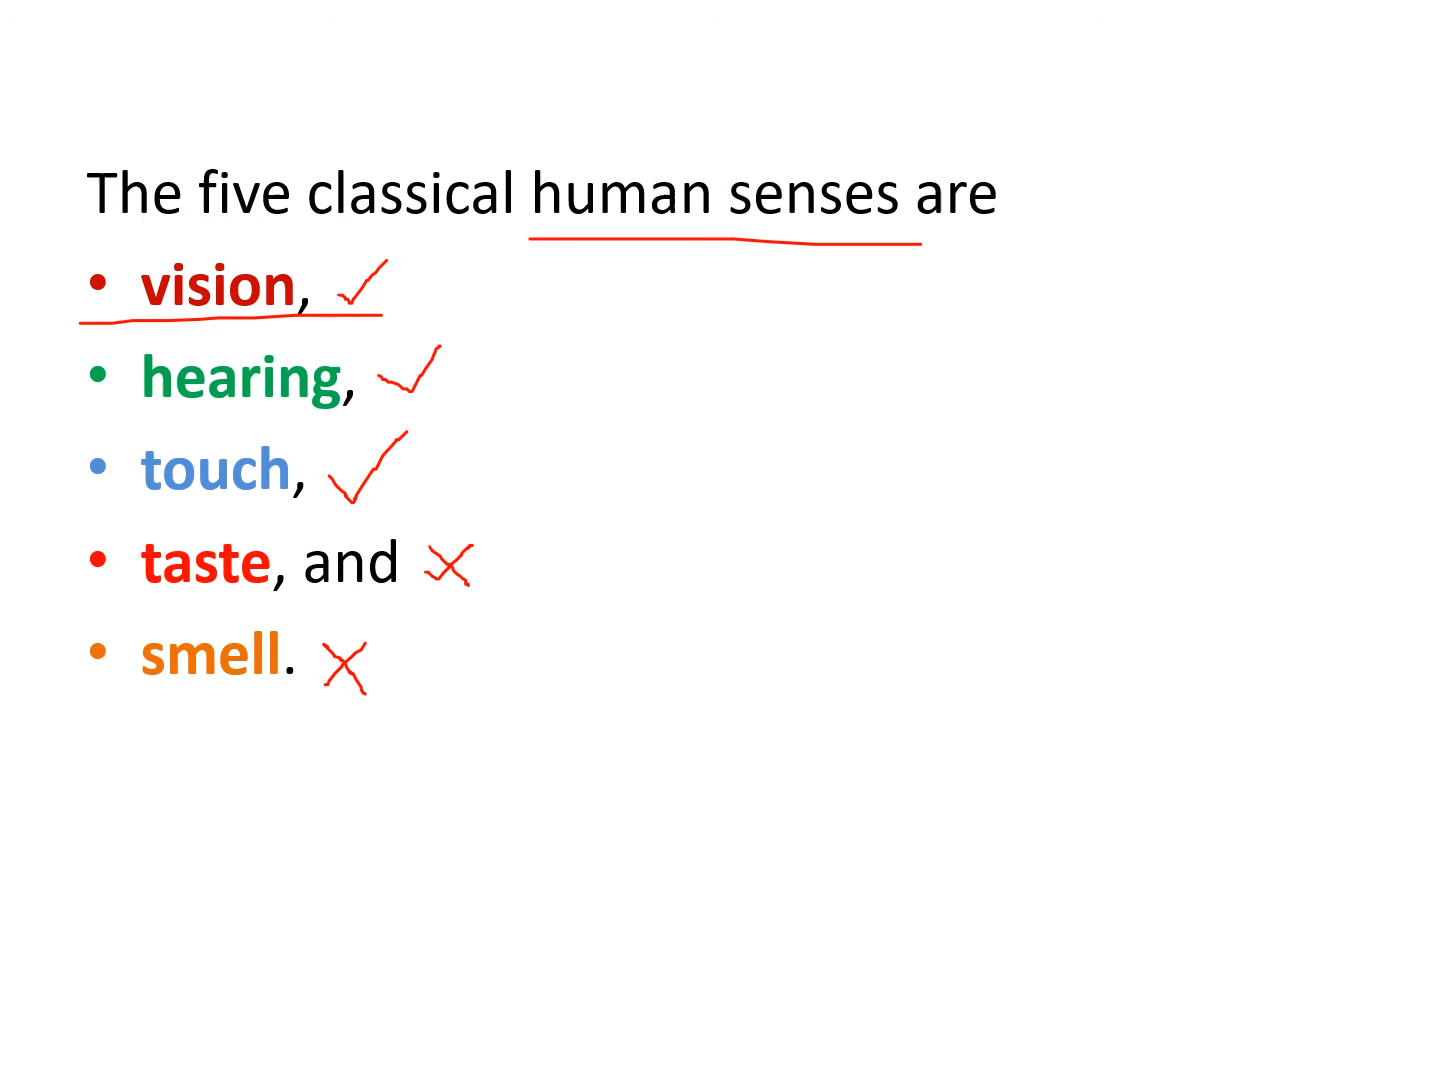 The five classical human senses are
• vision,
• hearing,
• touch,
• taste, and
• smell.